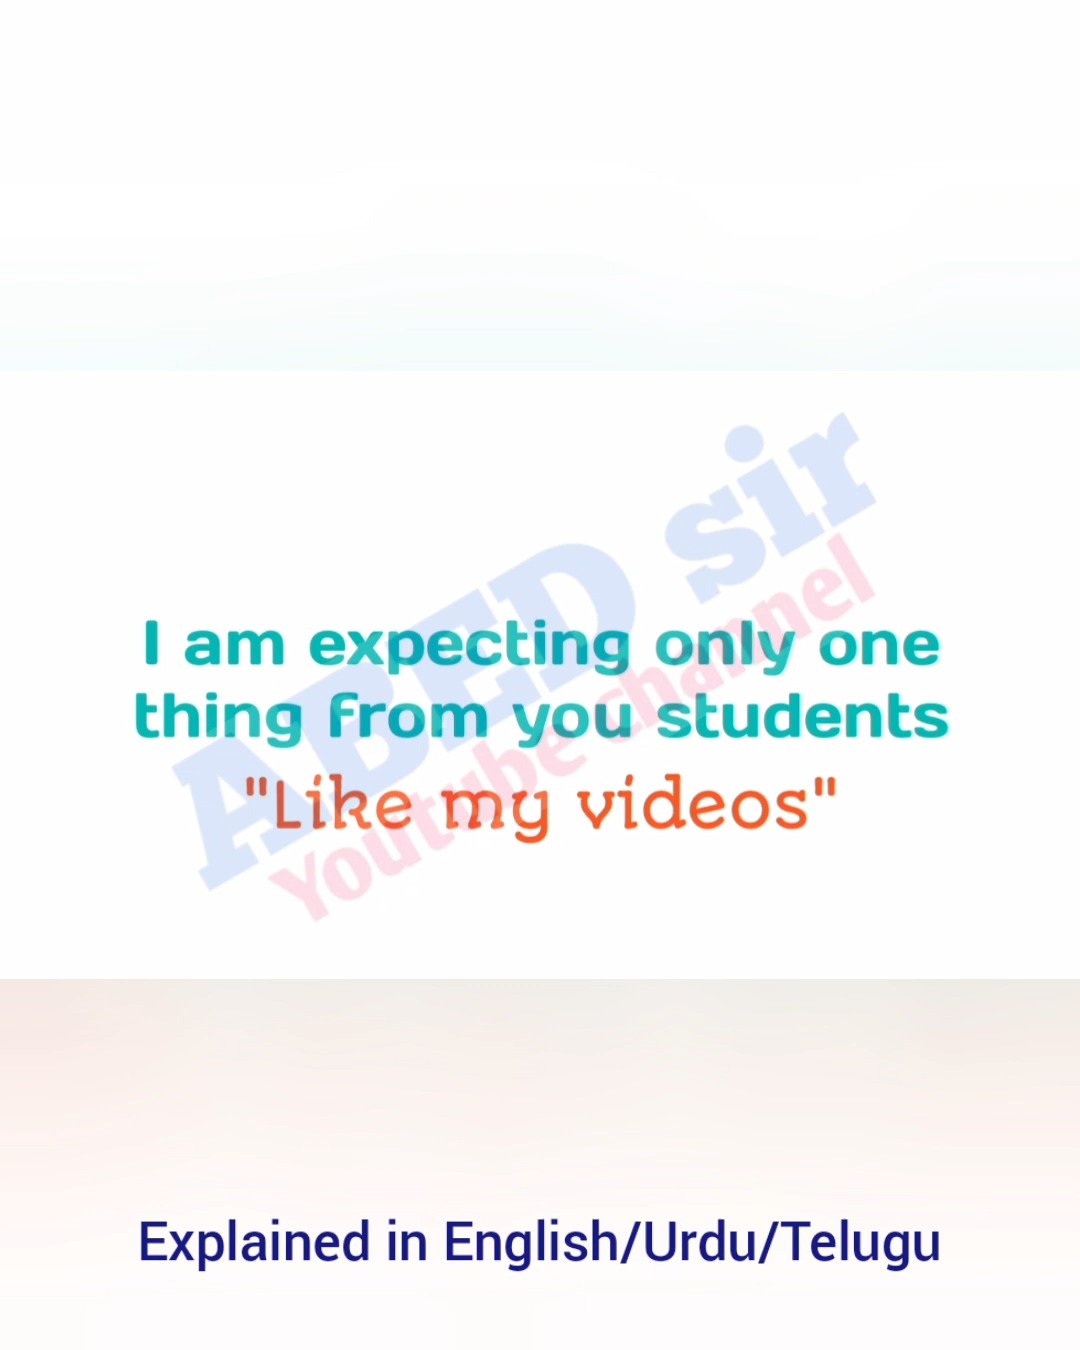 ABED sir
Youtube channel
I am expecting only one
thing from you students
"Like my videos"
Explained in English/Urdu/Telugu